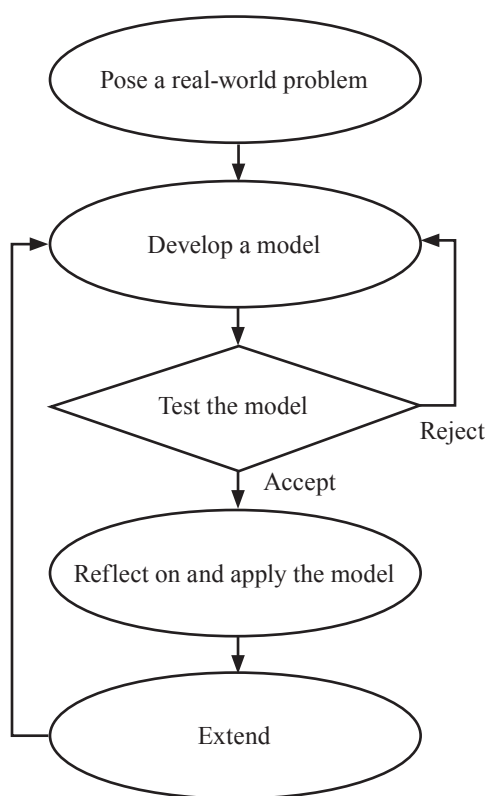 Pose a real-world problem
Develop a model
Test the model
Reject
Accept
Reflect on and apply the model
Extend